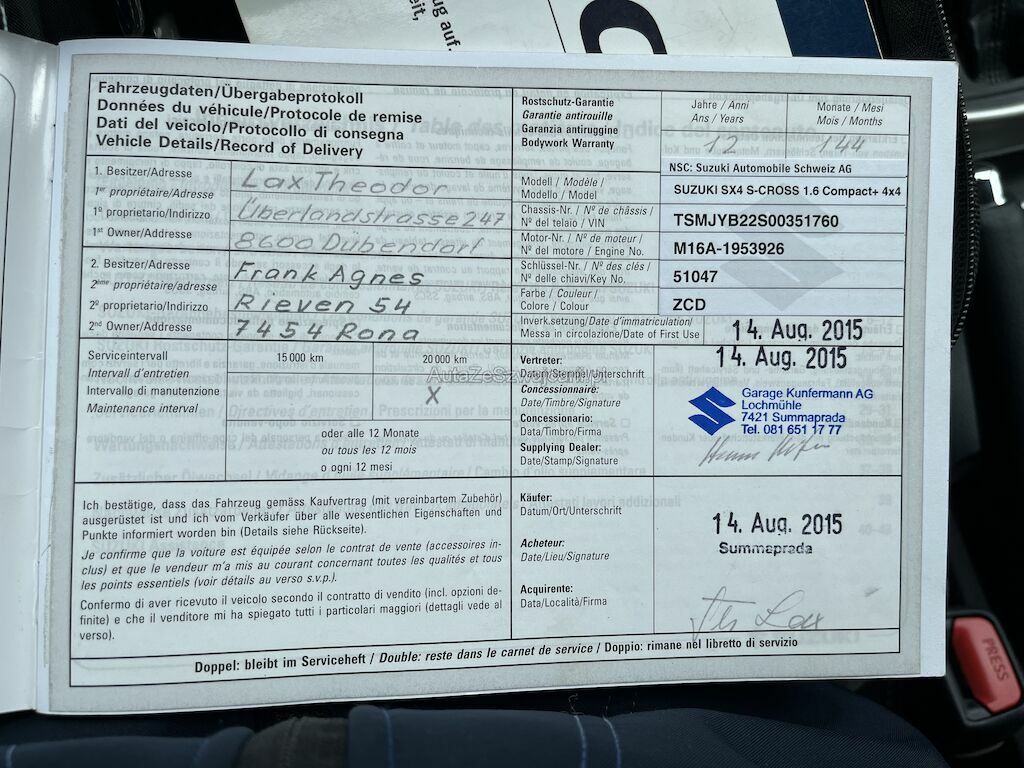 zug auf.
eit,
Fahrzeugdaten/Übergabeprotokoll
Données du véhicule/Protocole de remise
Dati del veicolo/Protocollo di consegna
Vehicle Details/Record of Delivery
Rostschutz-Garantie
Garantie antirouille
Garanzia antiruggine
Bodywork Warranty
Jahre / Anni
Ans / Years
12
Monate / Mesi
Mois / Months
144
NSC: Suzuki Automobile Schweiz AG
1. Besitzer/Adresse
1er propriétaire/Adresse
1º proprietario/Indirizzo
1st Owner/Address
Lax Theodor
Überlandstrasse 247
8600 Dübendorf
2. Besitzer/Adresse
2ème propriétaire/adresse
2º proprietario/Indirizzo
2nd Owner/Address
Frank Agnes
Rieven 54
7454 Rona
Modell / Modèle /
Modello / Model
SUZUKI SX4 S-CROSS 1.6 Compact+ 4x4
Chassis-Nr. / Nº de châssis /
Nº del telaio / VIN
TSMJYB22S00351760
Motor-Nr. / Nº de moteur /
Nº del motore / Engine No.
M16A-1953926
Schlüssel-Nr. / Nº des clés /
Nº delle chiavi/Key No.
51047
Farbe / Couleur /
Colore / Colour
ZCD
Inverk.setzung/Date d'immatriculation/
Messa in circolazione/Date of First Use
14. Aug. 2015
Serviceintervall
Intervall d'entretien
Intervallo di manutenzione
Maintenance interval
15 000 km
20 000 km
X
oder alle 12 Monate
ou tous les 12 mois
o ogni 12 mesi
AutaZeSzwajcarii.pl
Vertreter:
Datum/Stempel/Unterschrift
Concessionnaire:
Date/Timbre/Signature
Concessionario:
Data/Timbro/Firma
Supplying Dealer:
Date/Stamp/Signature
14. Aug. 2015
Garage Kunfermann AG
Lochmühle
7421 Summaprada
Tel. 081 651 17 77
Ich bestätige, dass das Fahrzeug gemäss Kaufvertrag (mit vereinbartem Zubehör)
ausgerüstet ist und ich vom Verkäufer über alle wesentlichen Eigenschaften und
Punkte informiert worden bin (Details siehe Rückseite).
Je confirme que la voiture est équipée selon le contrat de vente (accessoires in-
clus) et que le vendeur m'a mis au courant concernant toutes les qualités et tous
les points essentiels (voir détails au verso s.v.p.).
Confermo di aver ricevuto il veicolo secondo il contratto di vendito (incl. opzioni de-
finite) e che il venditore mi ha spiegato tutti i particolari maggiori (dettagli vede al
verso).
Käufer:
Datum/Ort/Unterschrift
Acheteur:
Date/Lieu/Signature
Acquirente:
Data/Località/Firma
14. Aug. 2015
Summaprada
Lax
Doppel: bleibt im Serviceheft / Double: reste dans le carnet de service / Doppio: rimane nel libretto di servizio
PRESS